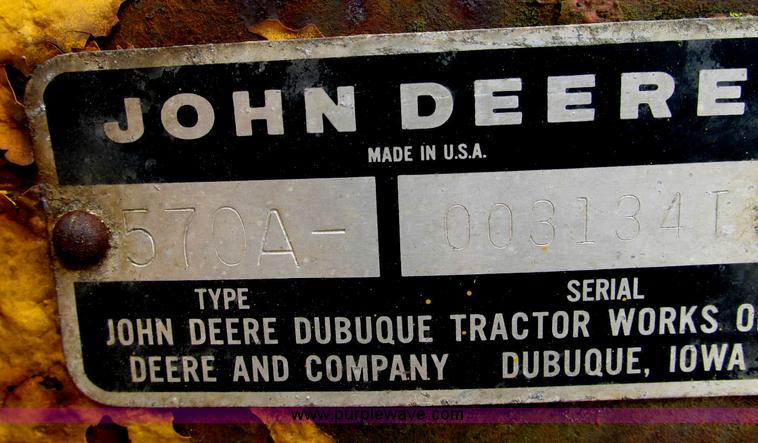 JOHN DEERE
MADE IN U.S.A.
570A- 003134T
TYPE SERIAL
JOHN DEERE DUBUQUE TRACTOR WORKS O
DEERE AND COMPANY DUBUQUE, IOWA
www.purplewave.com